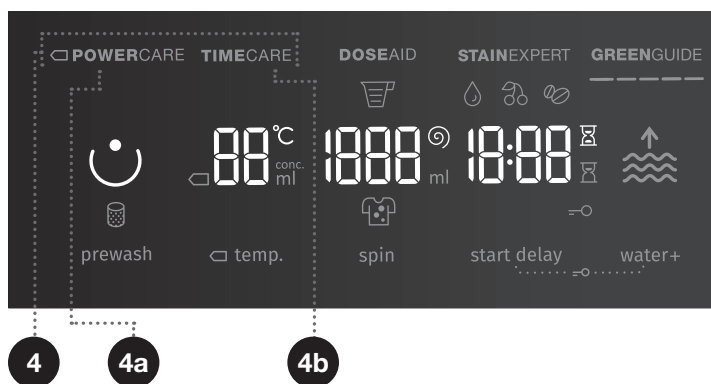 POWERCARE TIMECARE DOSEAID STAINEXPERT GREENGUIDE
88 °C 1888 18:88
conc.
ml ml
prewash temp. spin start delay water+
4 4a 4b